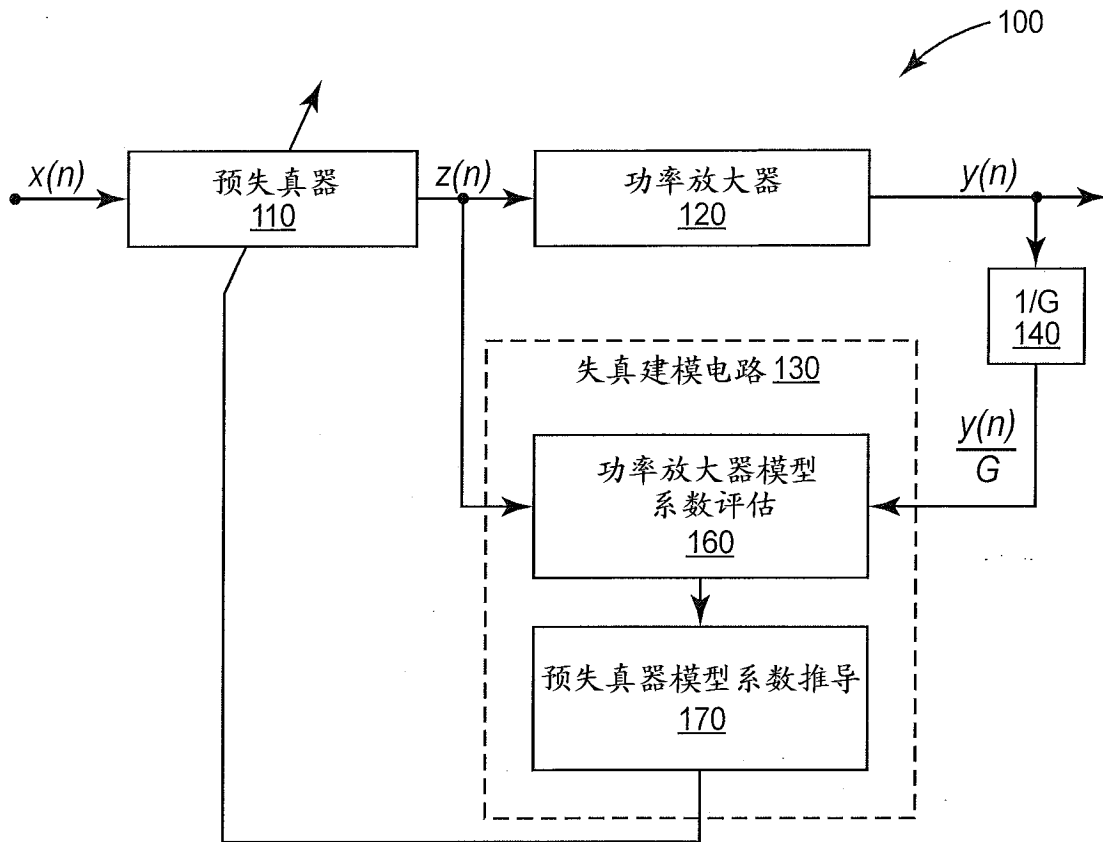 100
x(n)
预失真器
110
z(n)
功率放大器
120
y(n)
1/G
140
失真建模电路 130
y(n)
G
功率放大器模型
系数评估
160
预失真器模型系数推导
170